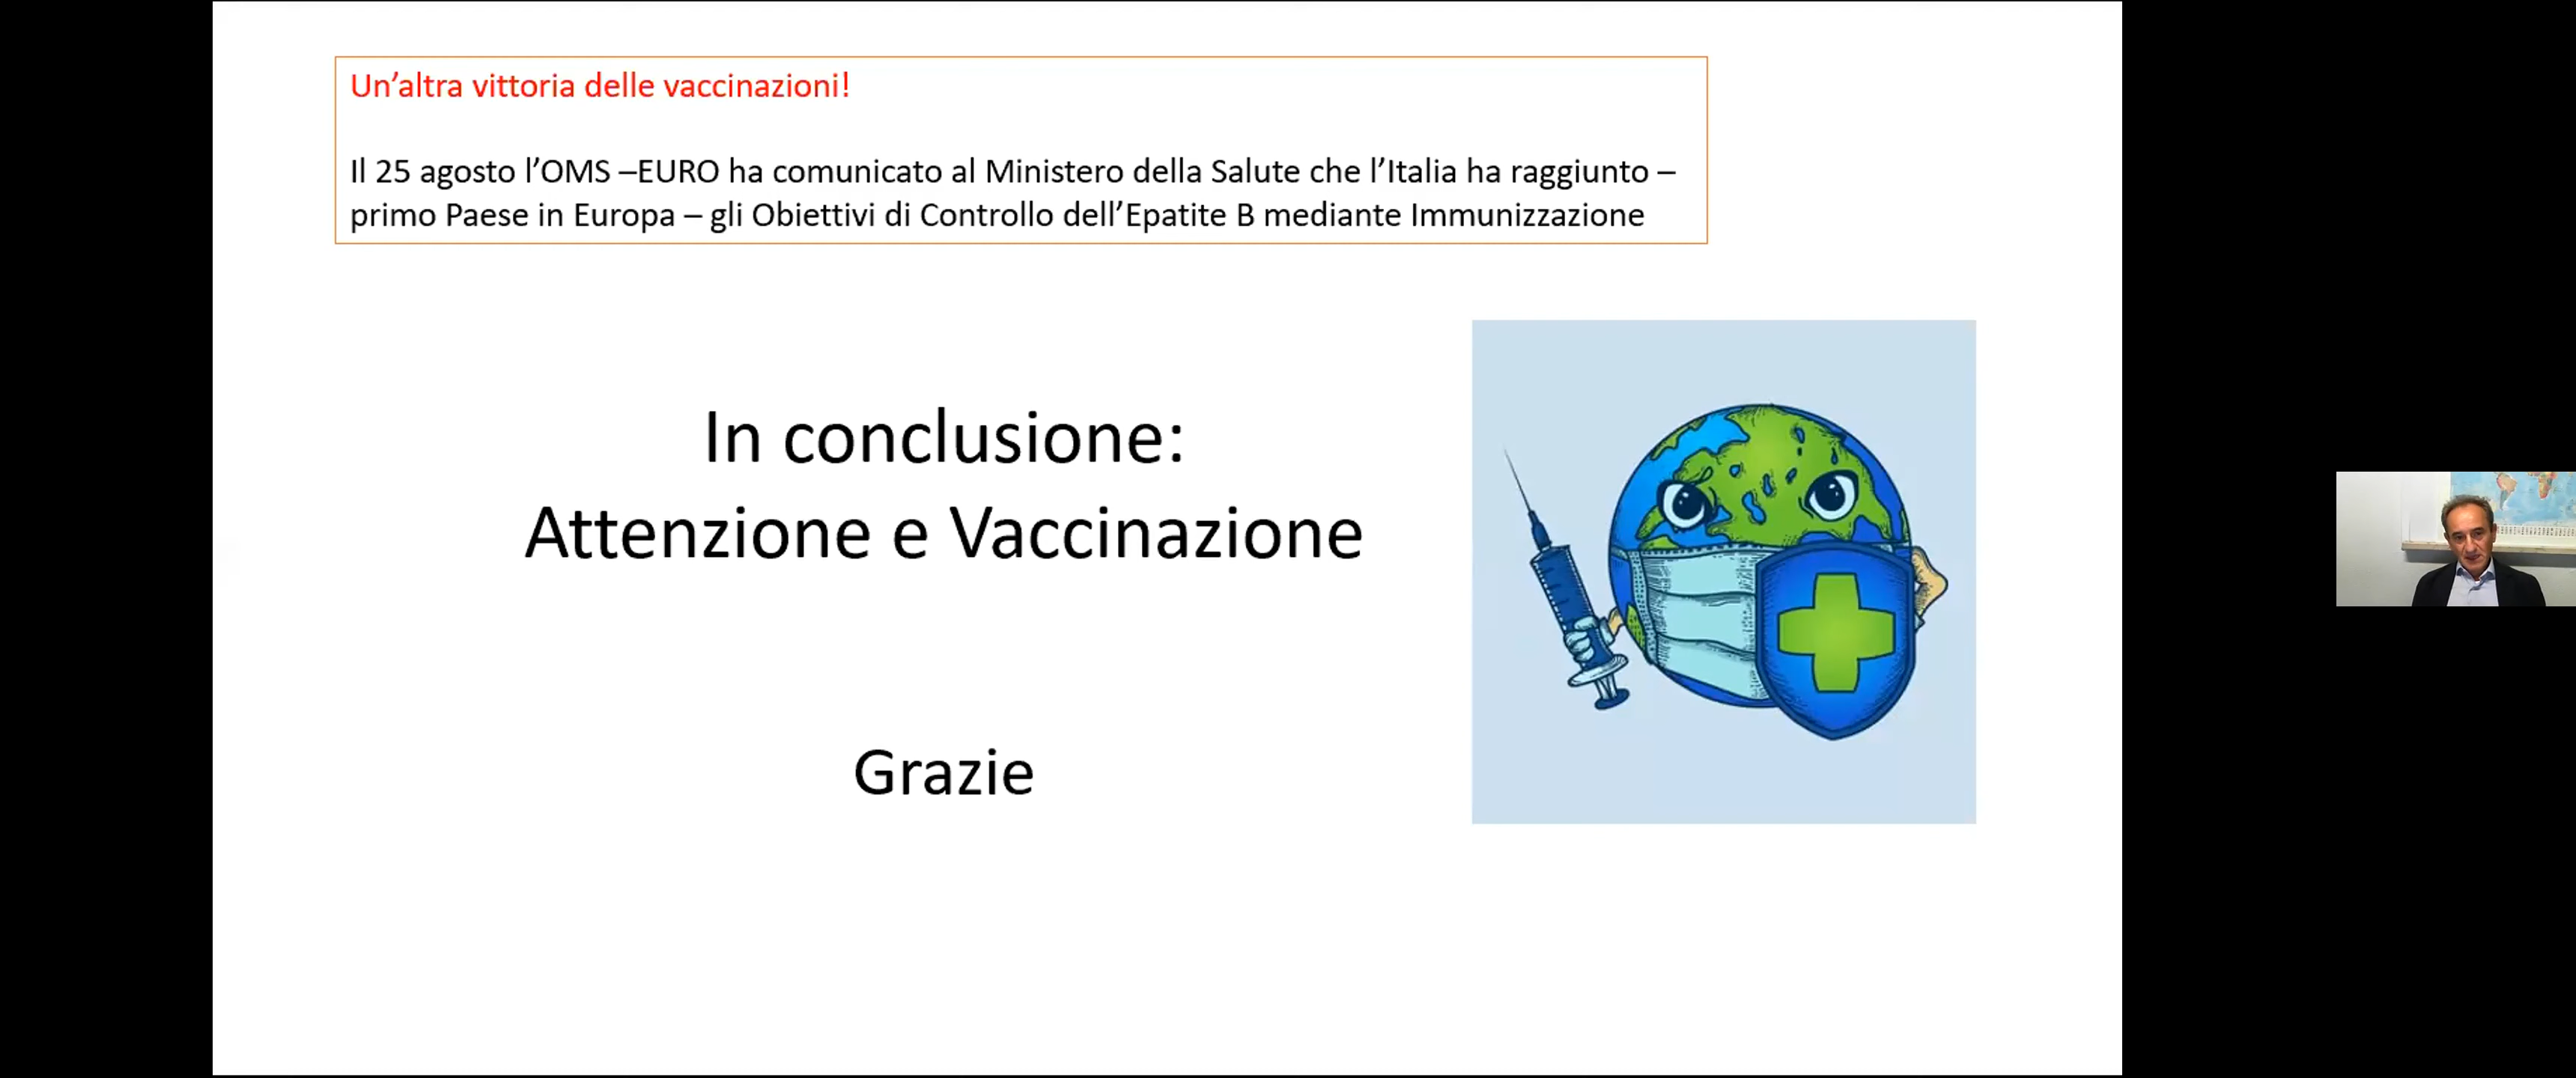 Un’altra vittoria delle vaccinazioni!
Il 25 agosto l’OMS –EURO ha comunicato al Ministero della Salute che l’Italia ha raggiunto –
primo Paese in Europa – gli Obiettivi di Controllo dell’Epatite B mediante Immunizzazione
In conclusione:
Attenzione e Vaccinazione
Grazie